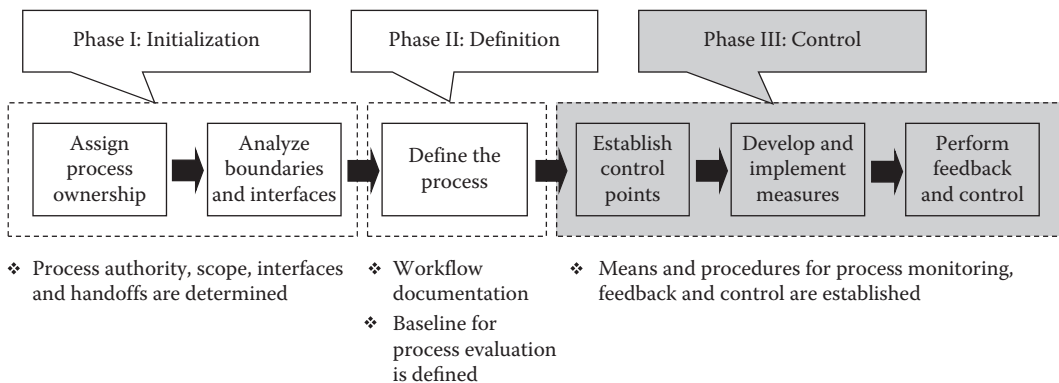 Phase I: Initialization
Phase II: Definition
Phase III: Control
Assign
process
ownership
Analyze
boundaries
and interfaces
Define the
process
Establish
control
points
Develop and
implement
measures
Perform
feedback
and control
❖ Process authority, scope, interfaces
and handoffs are determined
❖ Workflow
documentation
❖ Baseline for
process evaluation
is defined
❖ Means and procedures for process monitoring,
feedback and control are established